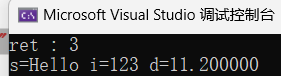 Microsoft Visual Studio 调试控制台
ret : 3
s=Hello i=123 d=11.200000